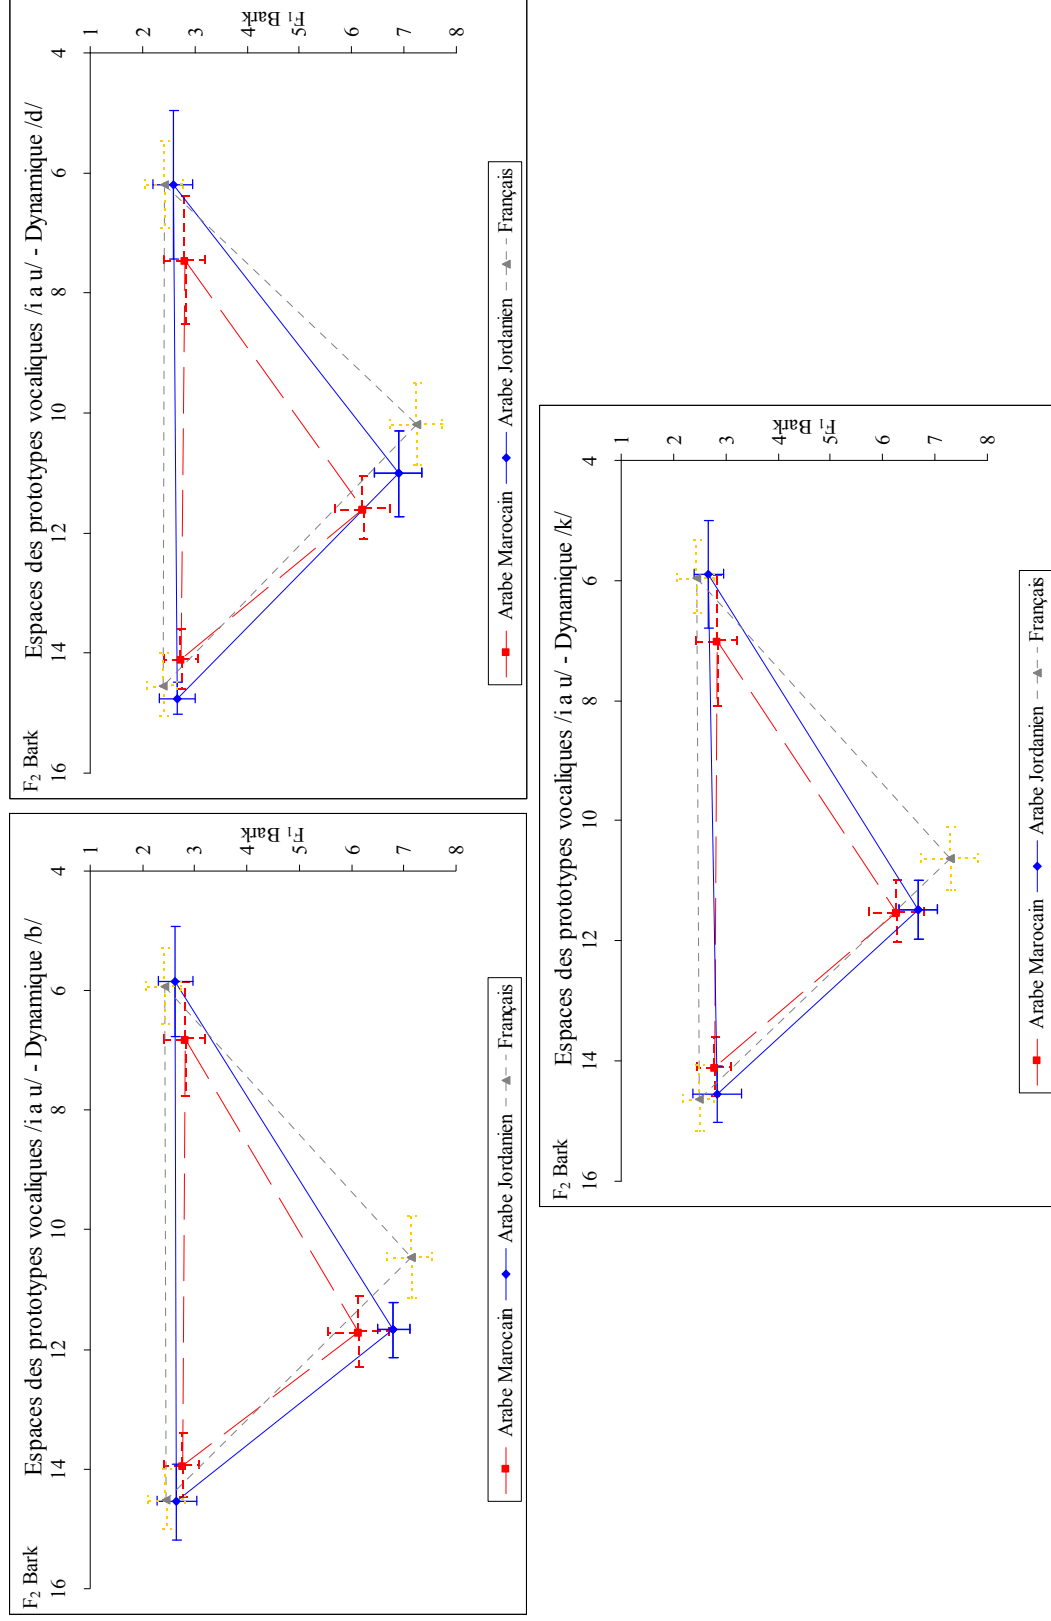 Espaces des prototypes vocaliques /i a u/ - Dynamique /b/
F2 Bark
16 14 12 10 8 6 4
F1 Bark
1
2
3
4
5
6
7
8
Arabe Marocain Arabe Jordanien Français
Espaces des prototypes vocaliques /i a u/ - Dynamique /d/
F2 Bark
16 14 12 10 8 6 4
F1 Bark
1
2
3
4
5
6
7
8
Arabe Marocain Arabe Jordanien Français
Espaces des prototypes vocaliques /i a u/ - Dynamique /k/
F2 Bark
16 14 12 10 8 6 4
F1 Bark
1
2
3
4
5
6
7
8
Arabe Marocain Arabe Jordanien Français